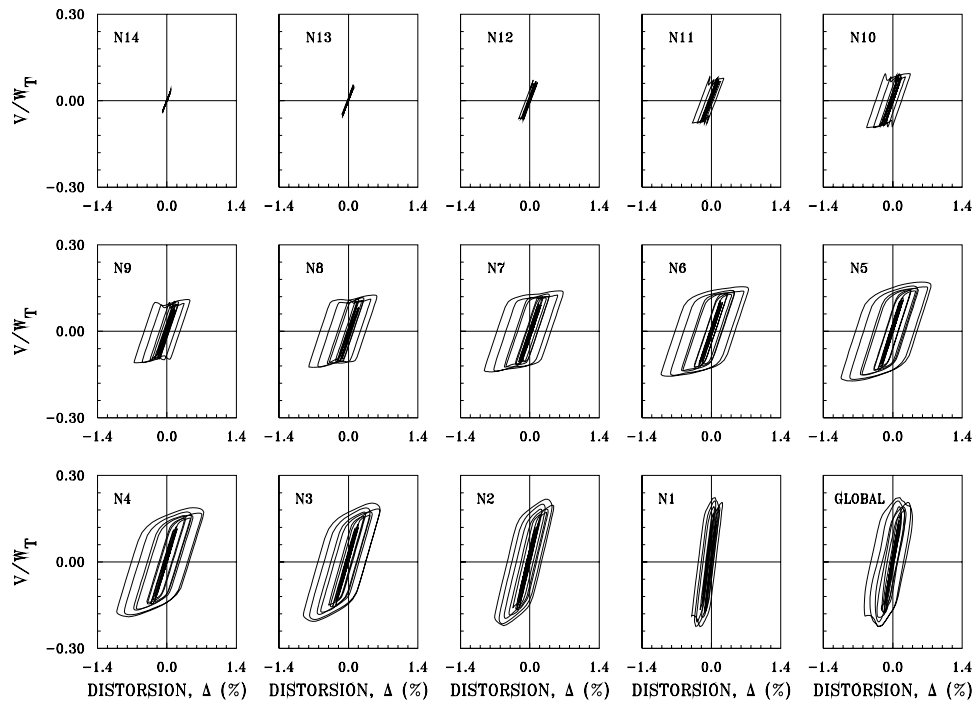 0.30
N14
N13
N12
N11
N10
V/W_T
0.00
−0.30
−1.4 0.0 1.4 −1.4 0.0 1.4 −1.4 0.0 1.4 −1.4 0.0 1.4 −1.4 0.0 1.4
0.30
N9
N8
N7
N6
N5
V/W_T
0.00
−0.30
−1.4 0.0 1.4 −1.4 0.0 1.4 −1.4 0.0 1.4 −1.4 0.0 1.4 −1.4 0.0 1.4
0.30
N4
N3
N2
N1
GLOBAL
V/W_T
0.00
−0.30
−1.4 0.0 1.4 −1.4 0.0 1.4 −1.4 0.0 1.4 −1.4 0.0 1.4 −1.4 0.0 1.4
DISTORSION, Δ (%)
DISTORSION, Δ (%)
DISTORSION, Δ (%)
DISTORSION, Δ (%)
DISTORSION, Δ (%)